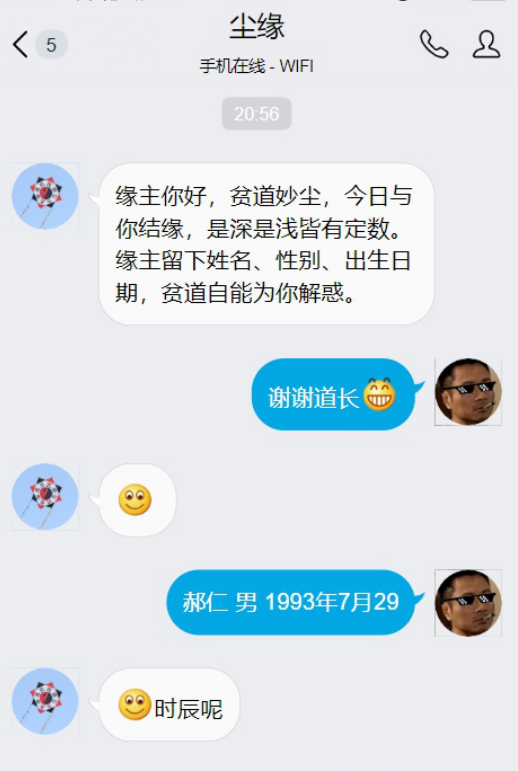 尘缘
5
手机在线 - WIFI
20:56
缘主你好，贫道妙尘，今日与
你结缘，是深是浅皆有定数。
缘主留下姓名、性别、出生日
期，贫道自能为你解惑。
谢谢道长
郝仁 男 1993年7月29
时辰呢